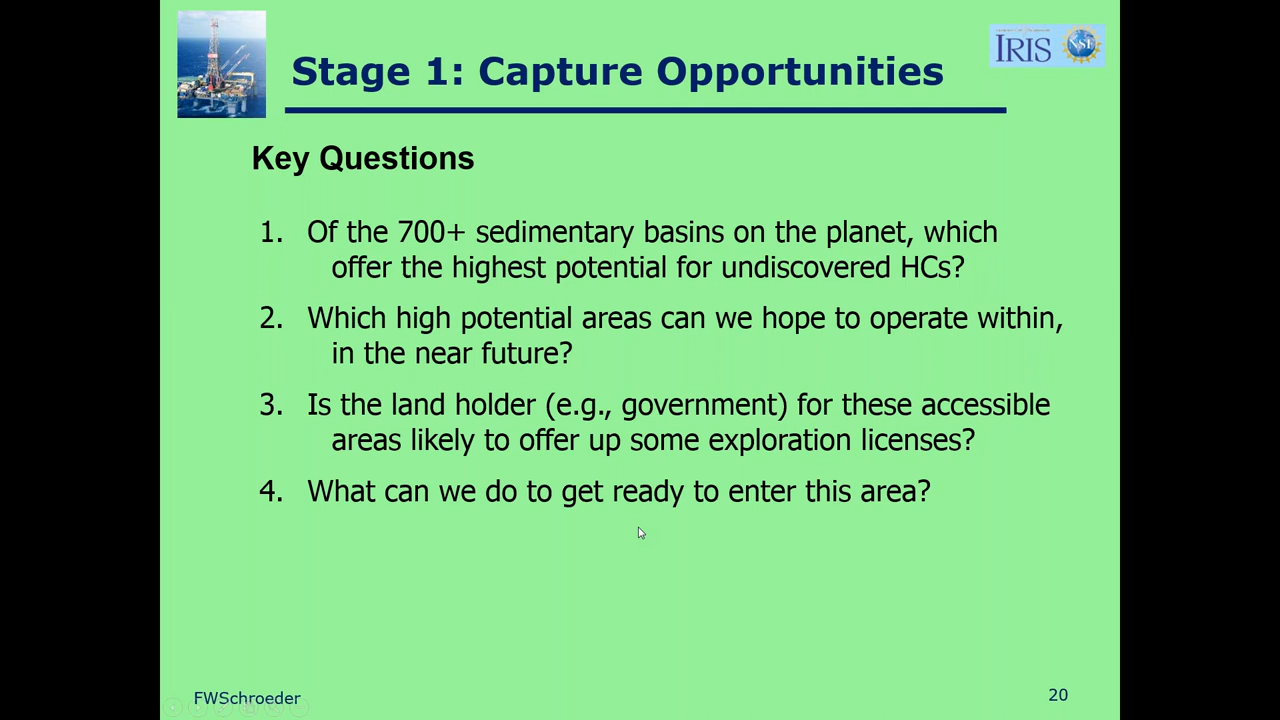 Stage 1: Capture Opportunities
IRIS
NSF
Key Questions
1. Of the 700+ sedimentary basins on the planet, which
offer the highest potential for undiscovered HCs?
2. Which high potential areas can we hope to operate within,
in the near future?
3. Is the land holder (e.g., government) for these accessible
areas likely to offer up some exploration licenses?
4. What can we do to get ready to enter this area?
FWSchroeder
20